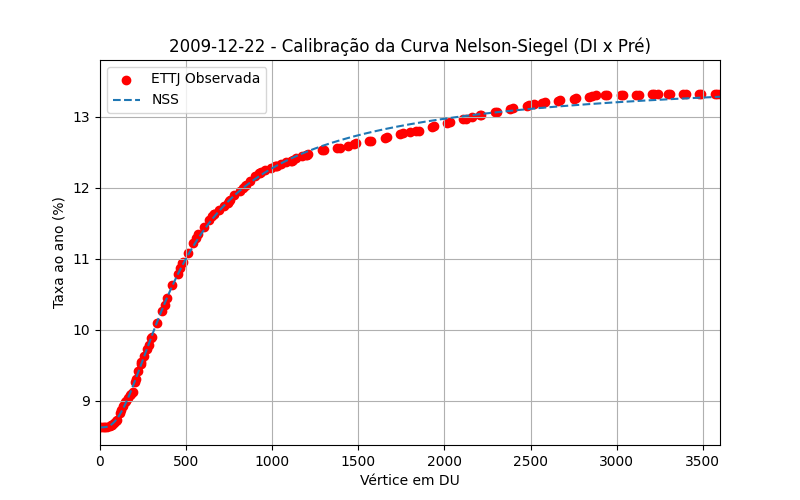 2009-12-22 - Calibração da Curva Nelson-Siegel (DI x Pré)
ETTJ Observada
NSS
13
12
11
10
9
Taxa ao ano (%)
0 500 1000 1500 2000 2500 3000 3500
Vértice em DU